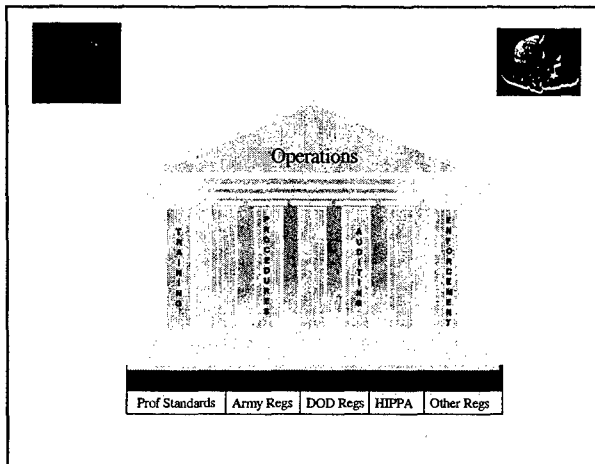 Operations
TRAINING
PROCEDURES
AUDITING
ENFORCEMENT
Prof Standards Army Regs DOD Regs HIPPA Other Regs